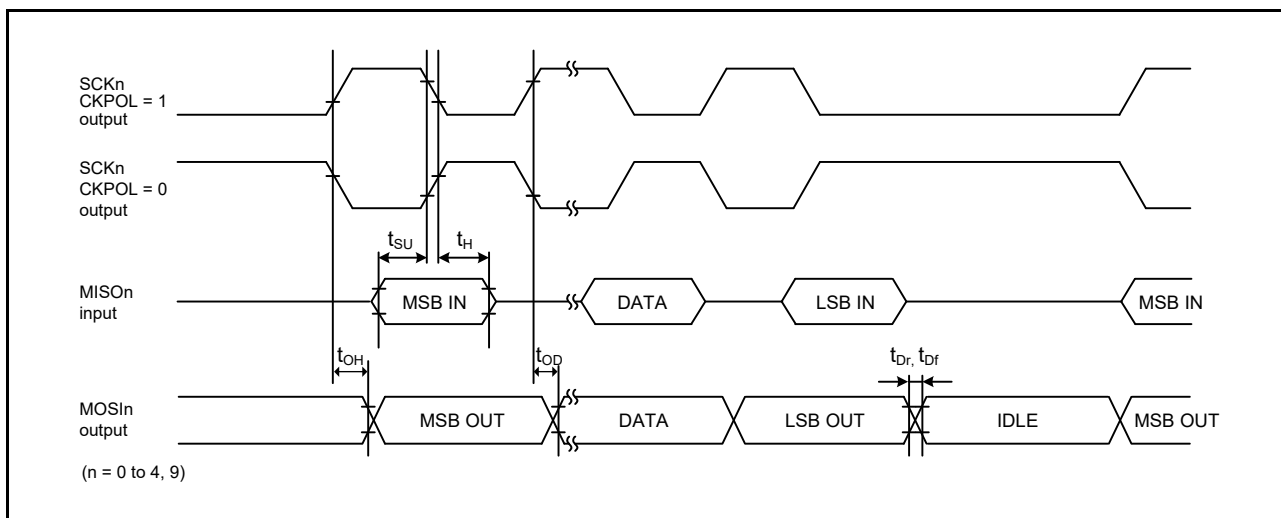 SCKn
CKPOL = 1
output
SCKn
CKPOL = 0
output
tSU
tH
MISOn
input
MSB IN
DATA
LSB IN
MSB IN
tOH
tOD
tDr, tDf
MOSIn
output
MSB OUT
DATA
LSB OUT
IDLE
MSB OUT
(n = 0 to 4, 9)